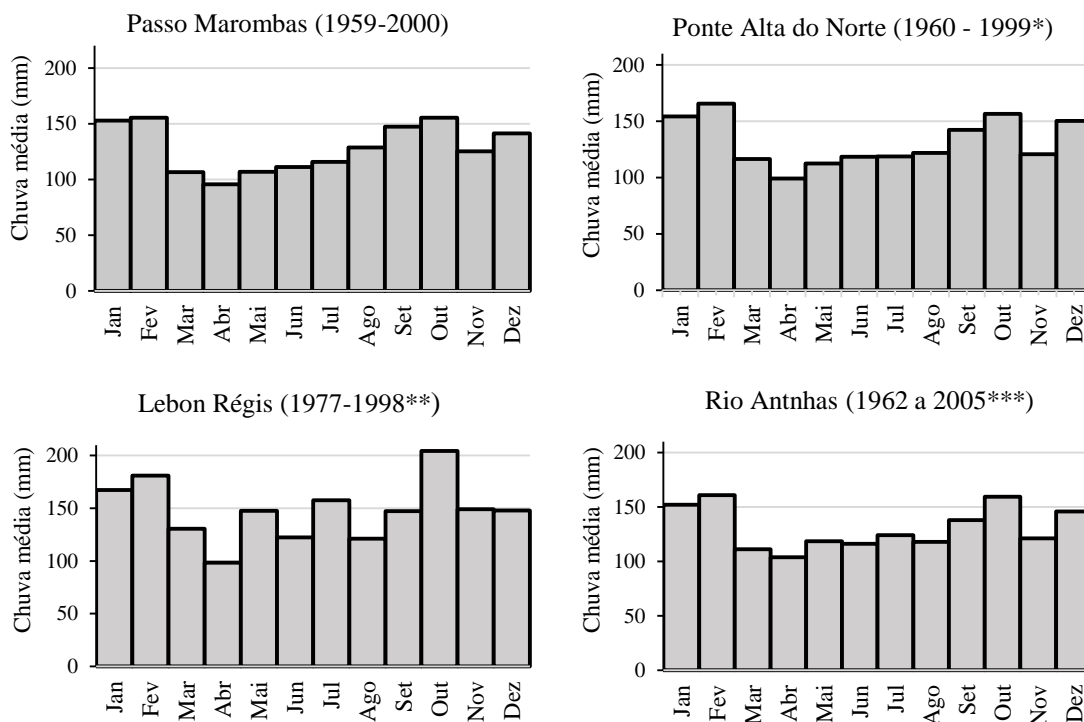 Passo Marombas (1959-2000)
Chuva média (mm)
200
150
100
50
0
Jan Fev Mar Abr Mai Jun Jul Ago Set Out Nov Dez
Ponte Alta do Norte (1960 - 1999*)
Chuva média (mm)
200
150
100
50
0
Jan Fev Mar Abr Mai Jun Jul Ago Set Out Nov Dez
Lebon Régis (1977-1998**)
Chuva média (mm)
200
150
100
50
0
Jan Fev Mar Abr Mai Jun Jul Ago Set Out Nov Dez
Rio Antnhas (1962 a 2005***)
Chuva média (mm)
200
150
100
50
0
Jan Fev Mar Abr Mai Jun Jul Ago Set Out Nov Dez